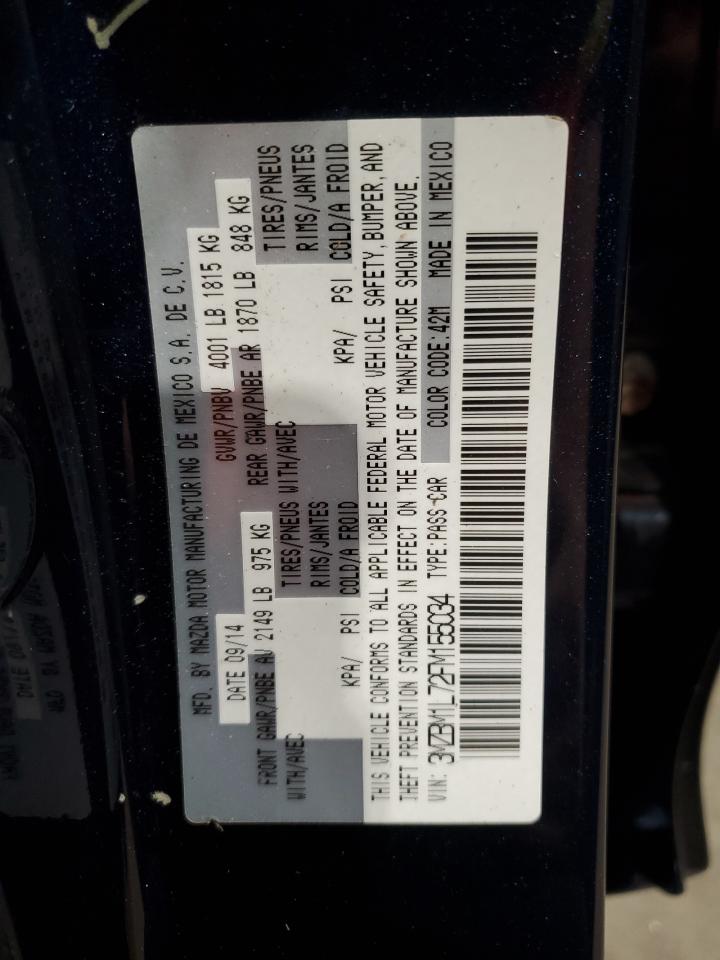 MFD. BY MAZDA MOTOR MANUFACTURING DE MEXICO S.A. DE C.V.
DATE 09/14 GVWR/PNBV 4001 LB 1815 KG
FRONT GAWR/PNBE AV 2149 LB 975 KG REAR GAWR/PNBE AR 1870 LB 848 KG
WITH/AVEC TIRES/PNEUS WITH/AVEC TIRES/PNEUS
RIMS/JANTES RIMS/JANTES
KPA/ PSI COLD/A FROID KPA/ PSI COLD/A FROID
THIS VEHICLE CONFORMS TO ALL APPLICABLE FEDERAL MOTOR VEHICLE SAFETY, BUMPER, AND
THEFT PREVENTION STANDARDS IN EFFECT ON THE DATE OF MANUFACTURE SHOWN ABOVE.
VIN: 3MZBM1L72FM155034 TYPE:PASS-CAR COLOR CODE:42M MADE IN MEXICO